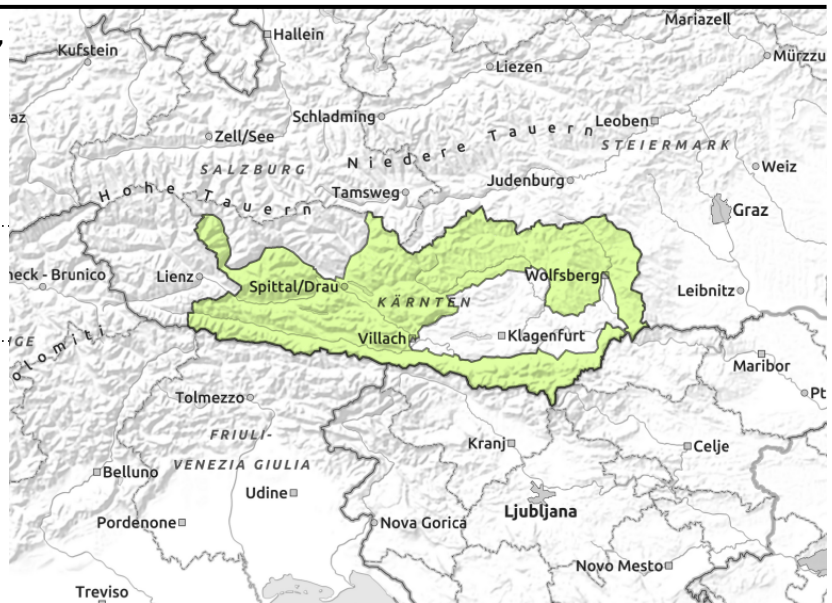 Mariazell
Hallein
Kufstein
Mürzzu
Liezen
Schladming
Leoben
Zell/See
Niedere Tauern
STEIERMARK
SALZBURG
Weiz
Hohe Tauern
Tamsweg
Judenburg
Graz
Lienz
Wolfsberg
neck - Brunico
Spittal/Drau
KÄRNTEN
Leibnitz
Villach
Klagenfurt
olomiti
Maribor
Tolmezzo
Pt
FRIULI-
VENEZIA GIULIA
Kranj
Celje
Belluno
Udine
Ljubljana
Pordenone
Nova Gorica
Novo Mesto
Treviso